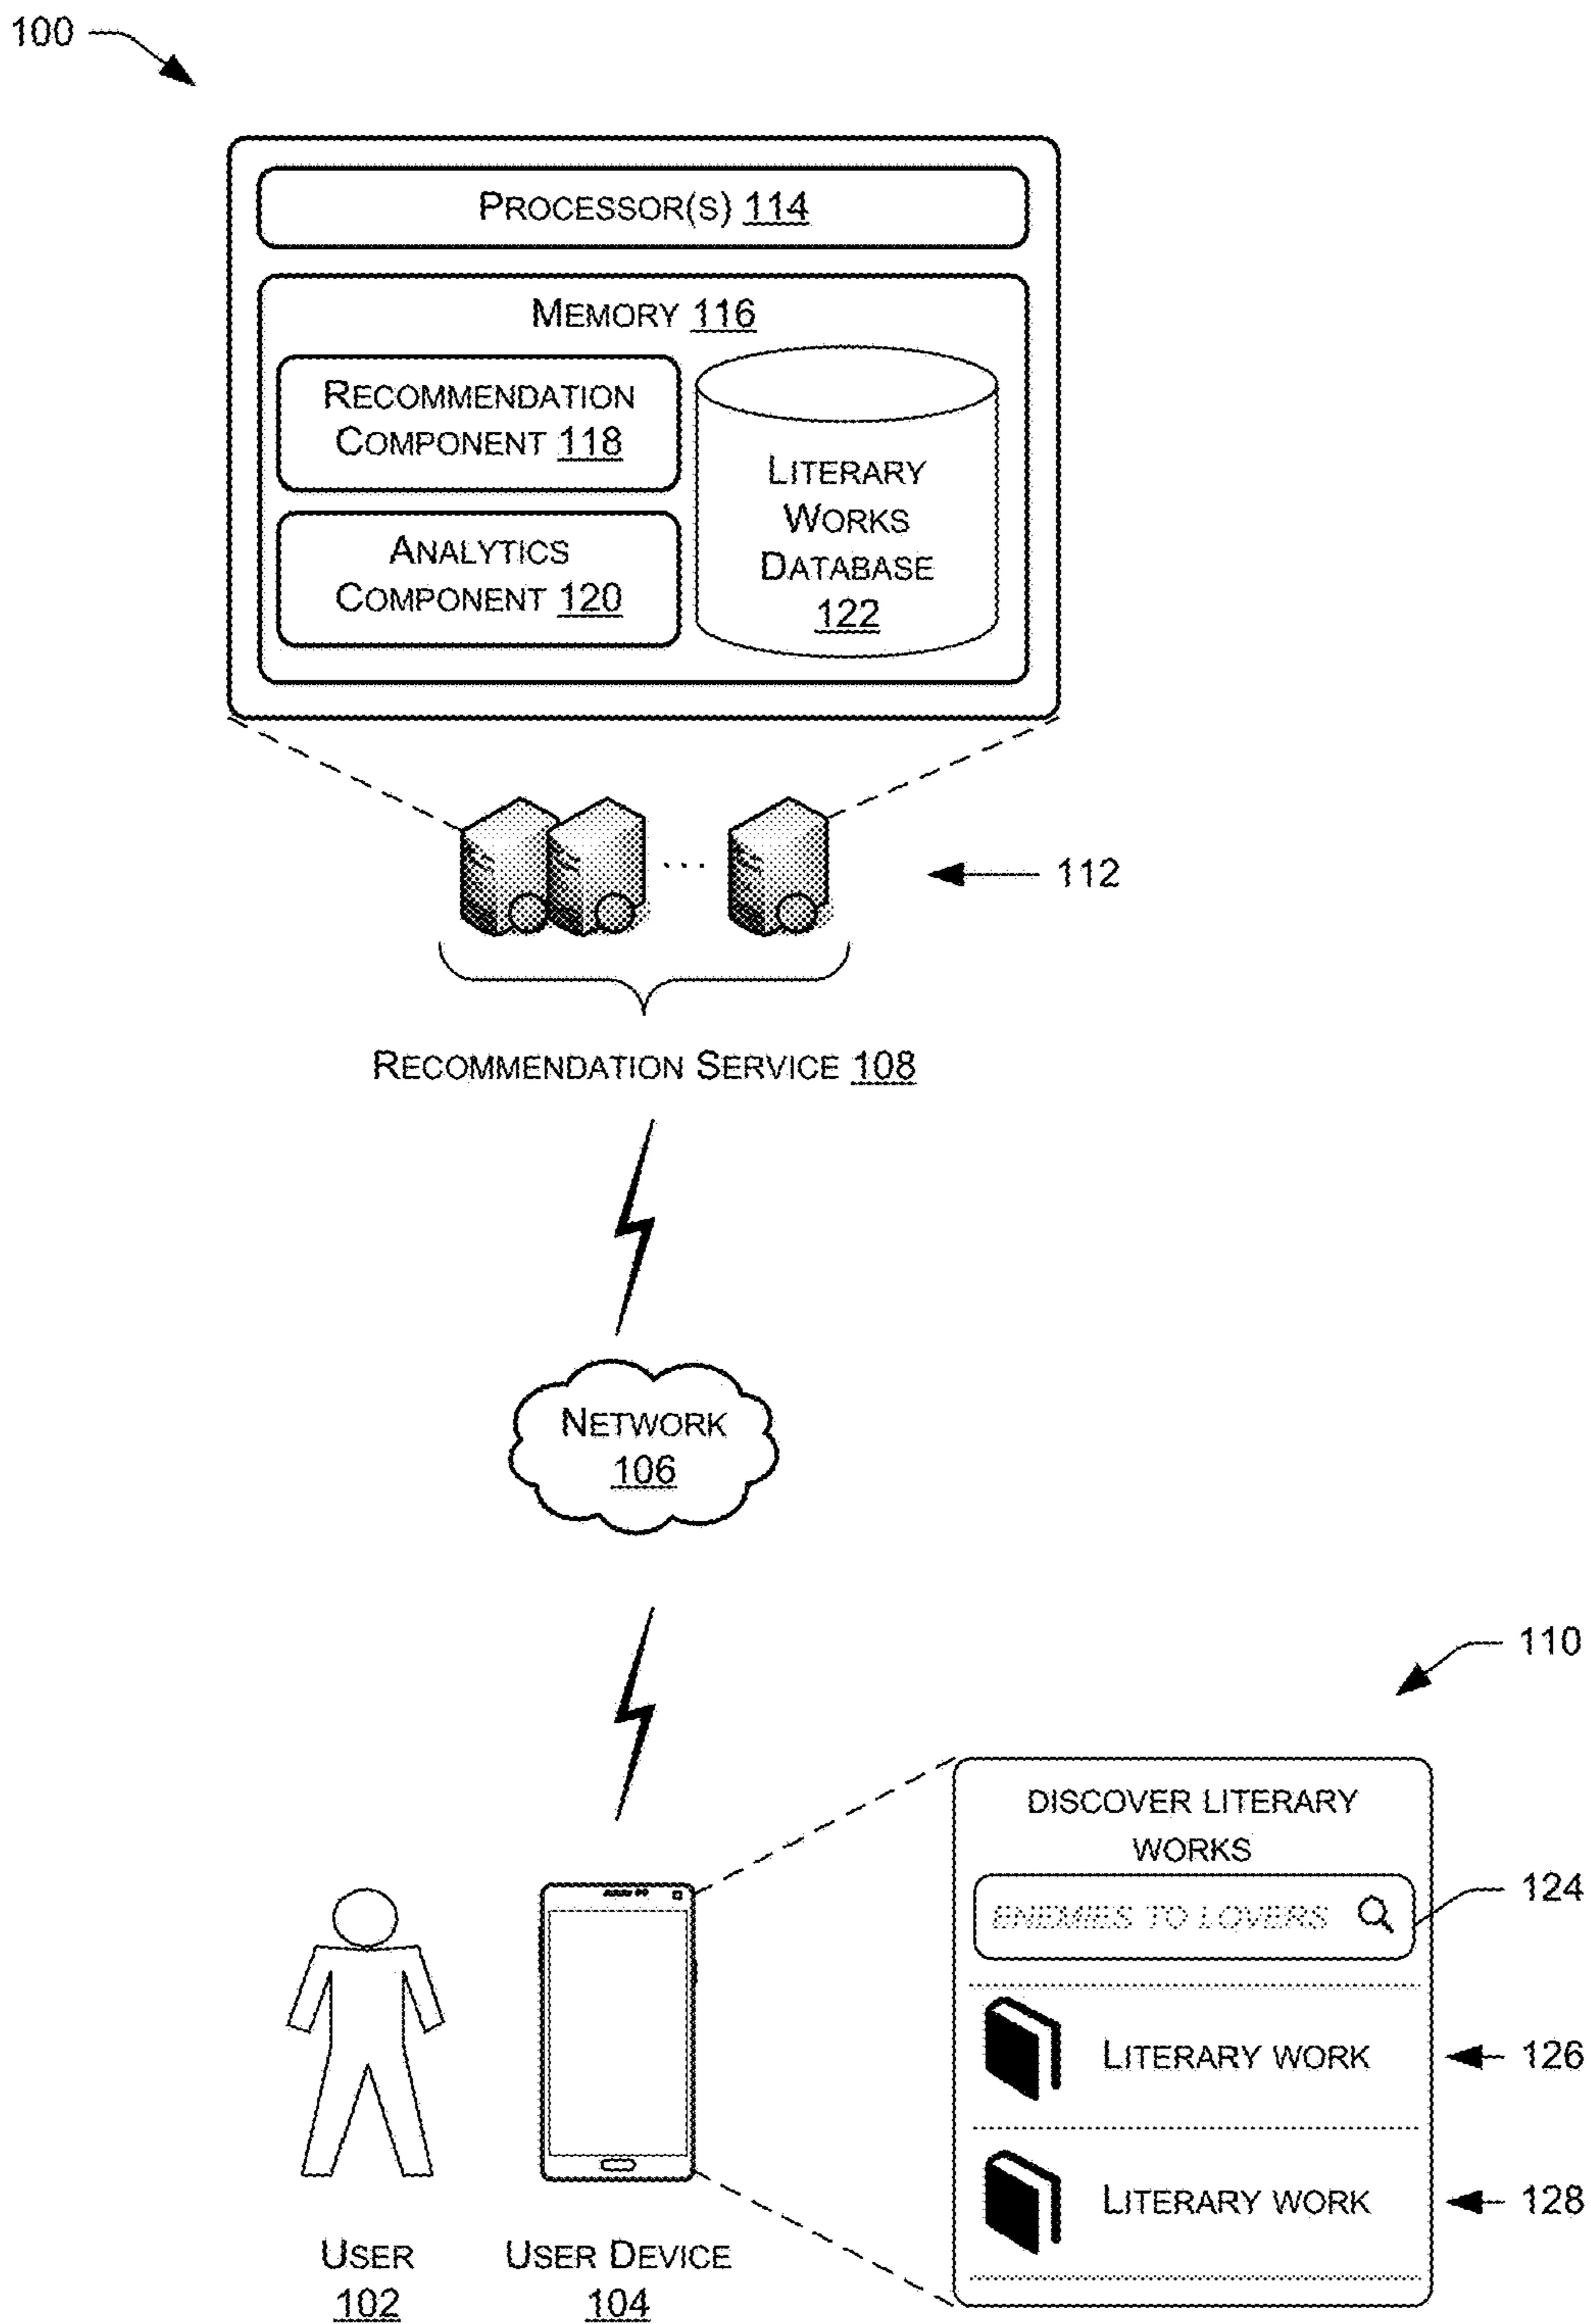 100
PROCESSOR(S) 114
MEMORY 116
RECOMMENDATION
COMPONENT 118
ANALYTICS
COMPONENT 120
LITERARY
WORKS
DATABASE
122
112
RECOMMENDATION SERVICE 108
NETWORK
106
110
DISCOVER LITERARY
WORKS
ENEMIES TO LOVERS
124
LITERARY WORK
126
LITERARY WORK
128
USER
102
USER DEVICE
104